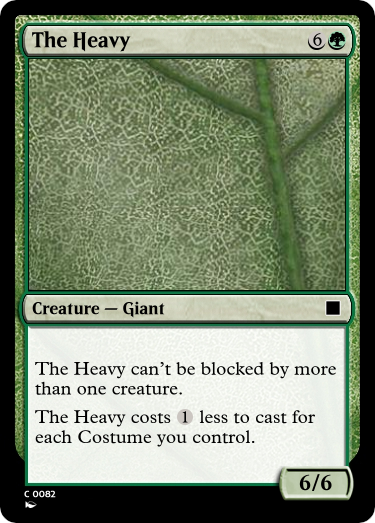 The Heavy 6
Creature — Giant
The Heavy can't be blocked by more
than one creature.
The Heavy costs 1 less to cast for
each Costume you control.
6/6
C 0082